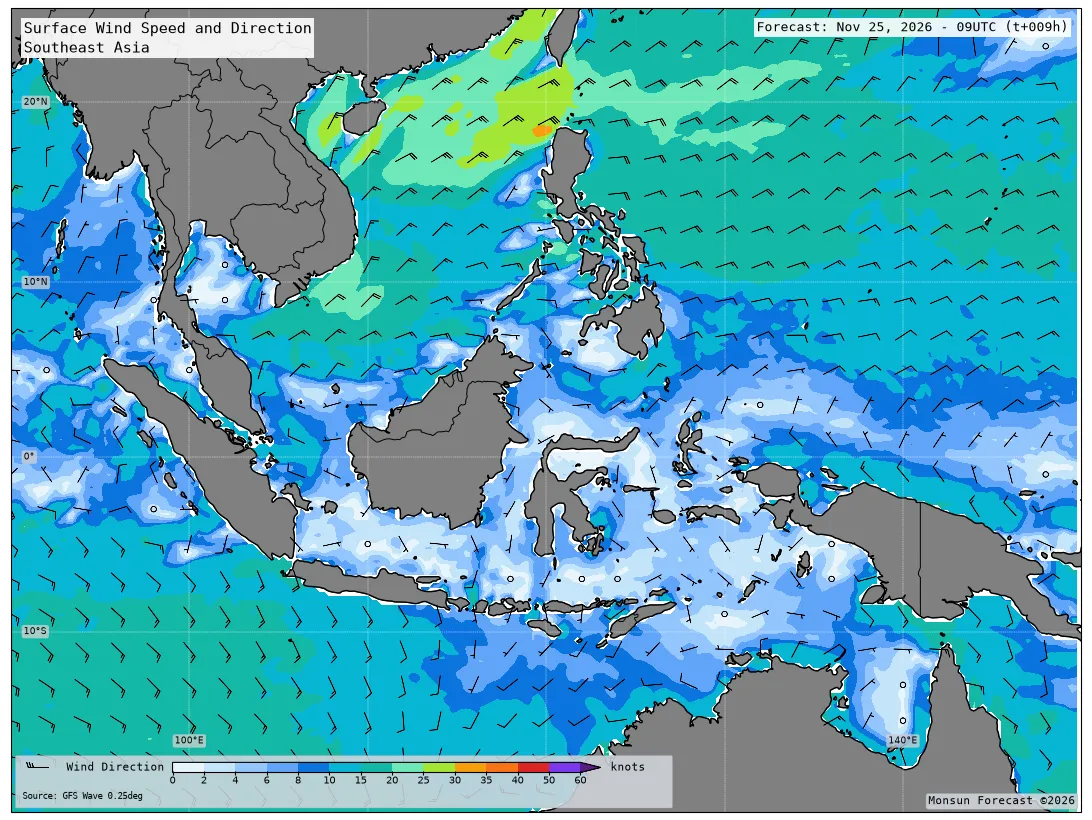 Surface Wind Speed and Direction
Southeast Asia
Forecast: Nov 25, 2026 - 09UTC (t+009h)
20°N
10°N
0°
10°S
100°E
140°E
Wind Direction
0 2 4 6 8 10 15 20 25 30 35 40 50 60
knots
Source: GFS Wave 0.25deg
Monsun Forecast ©2026